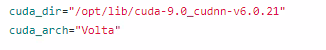 cuda_dir="/opt/lib/cuda-9.0_cudnn-v6.0.21"
cuda_arch="Volta"